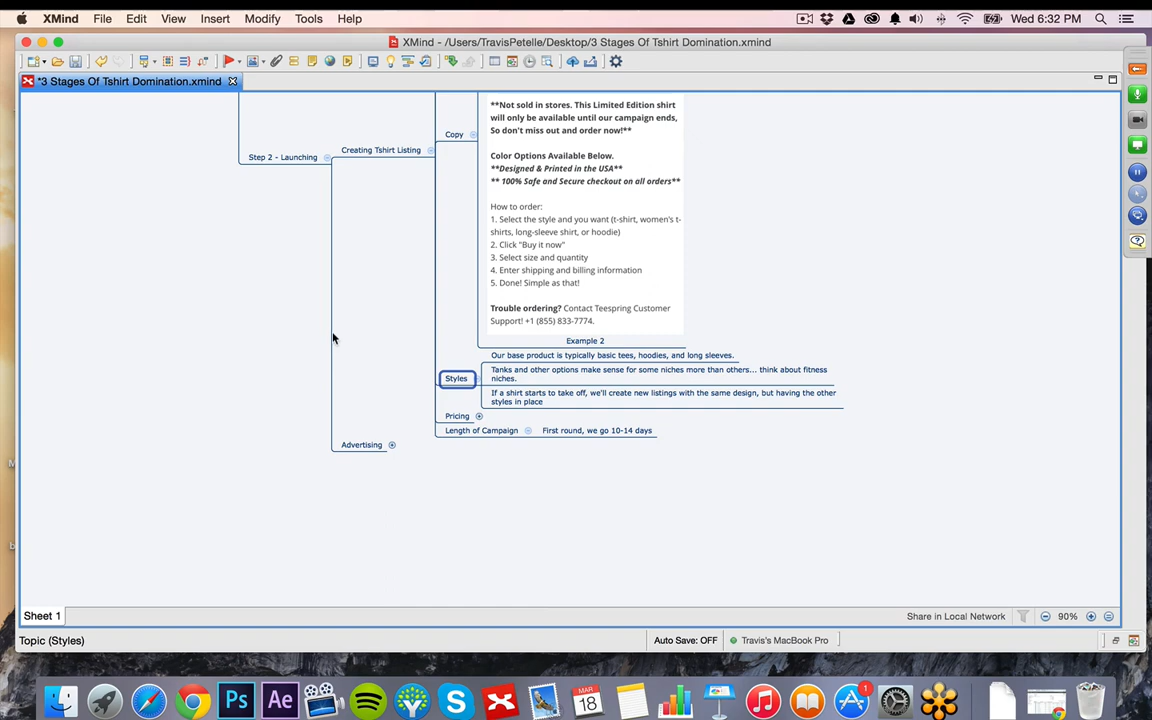 XMind File Edit View Insert Modify Tools Help Wed 6:32 PM
XMind - /Users/TravisPetelle/Desktop/3 Stages Of Tshirt Domination.xmind
*3 Stages Of Tshirt Domination.xmind
**Not sold in stores. This Limited Edition shirt
will only be available until our campaign ends,
So don't miss out and order now!**
Copy
Creating Tshirt Listing
Step 2 - Launching
Color Options Available Below.
**Designed & Printed in the USA**
** 100% Safe and Secure checkout on all orders**
How to order:
1. Select the style and you want (t-shirt, women's t-
shirts, long-sleeve shirt, or hoodie)
2. Click "Buy it now"
3. Select size and quantity
4. Enter shipping and billing information
5. Done! Simple as that!
Trouble ordering? Contact Teespring Customer
Support! +1 (855) 833-7774.
Example 2
Our base product is typically basic tees, hoodies, and long sleeves.
Styles
Tanks and other options make sense for some niches more than others... think about fitness
niches.
If a shirt starts to take off, we'll create new listings with the same design, but having the other
styles in place
Pricing
Length of Campaign First round, we go 10-14 days
Advertising
Sheet 1
Share in Local Network 90%
Topic (Styles)
Auto Save: OFF Travis's MacBook Pro
Ps Ae MAR 18 1